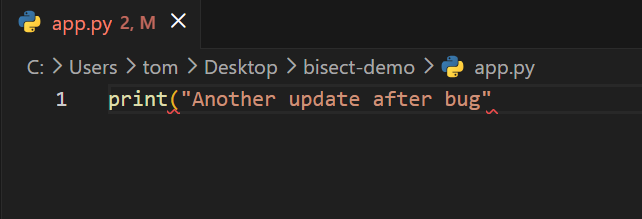 app.py 2, M
C: > Users > tom > Desktop > bisect-demo > app.py
1 print("Another update after bug"